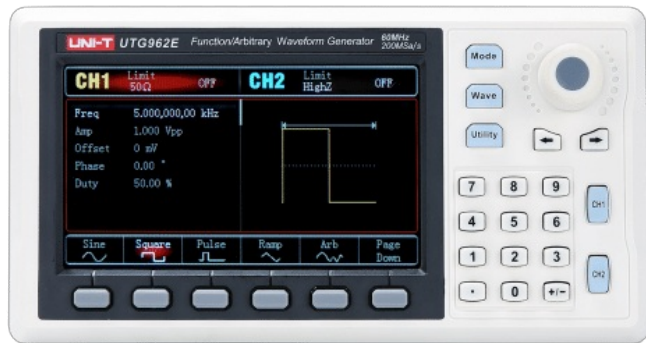 UNI-T UTG962E Function/Arbitrary Waveform Generator 60MHz 200MSa/s
CH1 Limit 50Ω OFF CH2 Limit HighZ OFF
Freq 5.000,000,00 kHz
Amp 1.000 Vpp
Offset 0 mV
Phase 0.00 °
Duty 50.00 %
Sine Square Pulse Ramp Arb Page Down
Mode
Wave
Utility
7 8 9
CH1
4 5 6
1 2 3
CH2
. 0 +/-